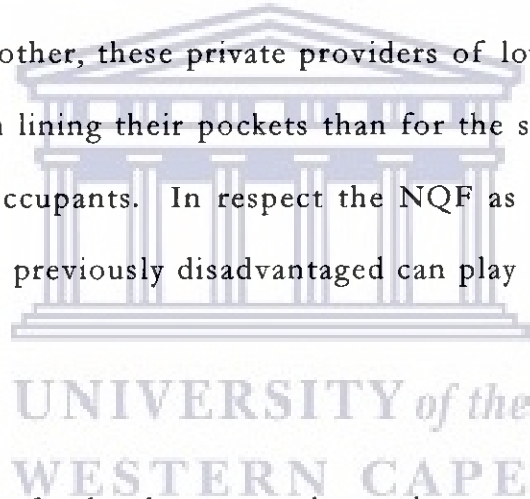 other, these private providers of lo
lining their pockets than for the s
ccupants. In respect the NQF as
previously disadvantaged can play
UNIVERSITY of the
WESTERN CAPE